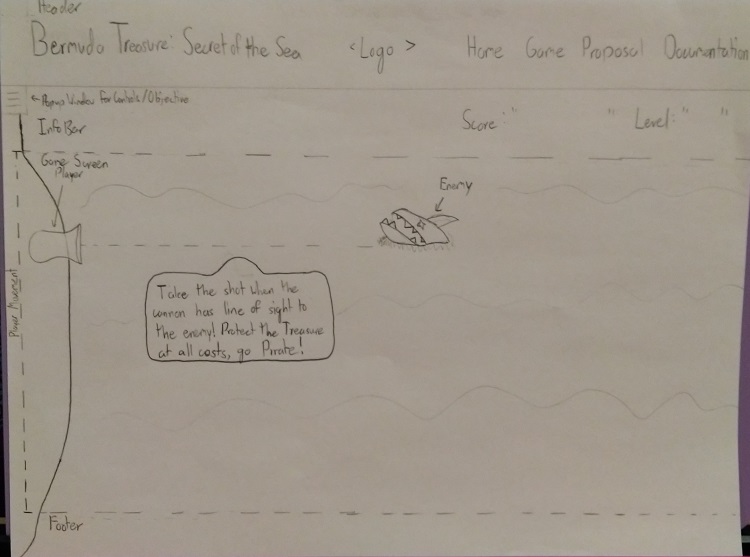 Header
Bermuda Treasure: Secret of the Sea <Logo> Home Game Proposal Documentation
← Popup Window for Controls/Objective
Info Bar Score: " " Level: " "
Game Screen
Player
Enemy
Player Movement
Take the shot when the
cannon has line of sight to
the enemy! Protect the Treasure
at all costs, go Pirate!
Footer